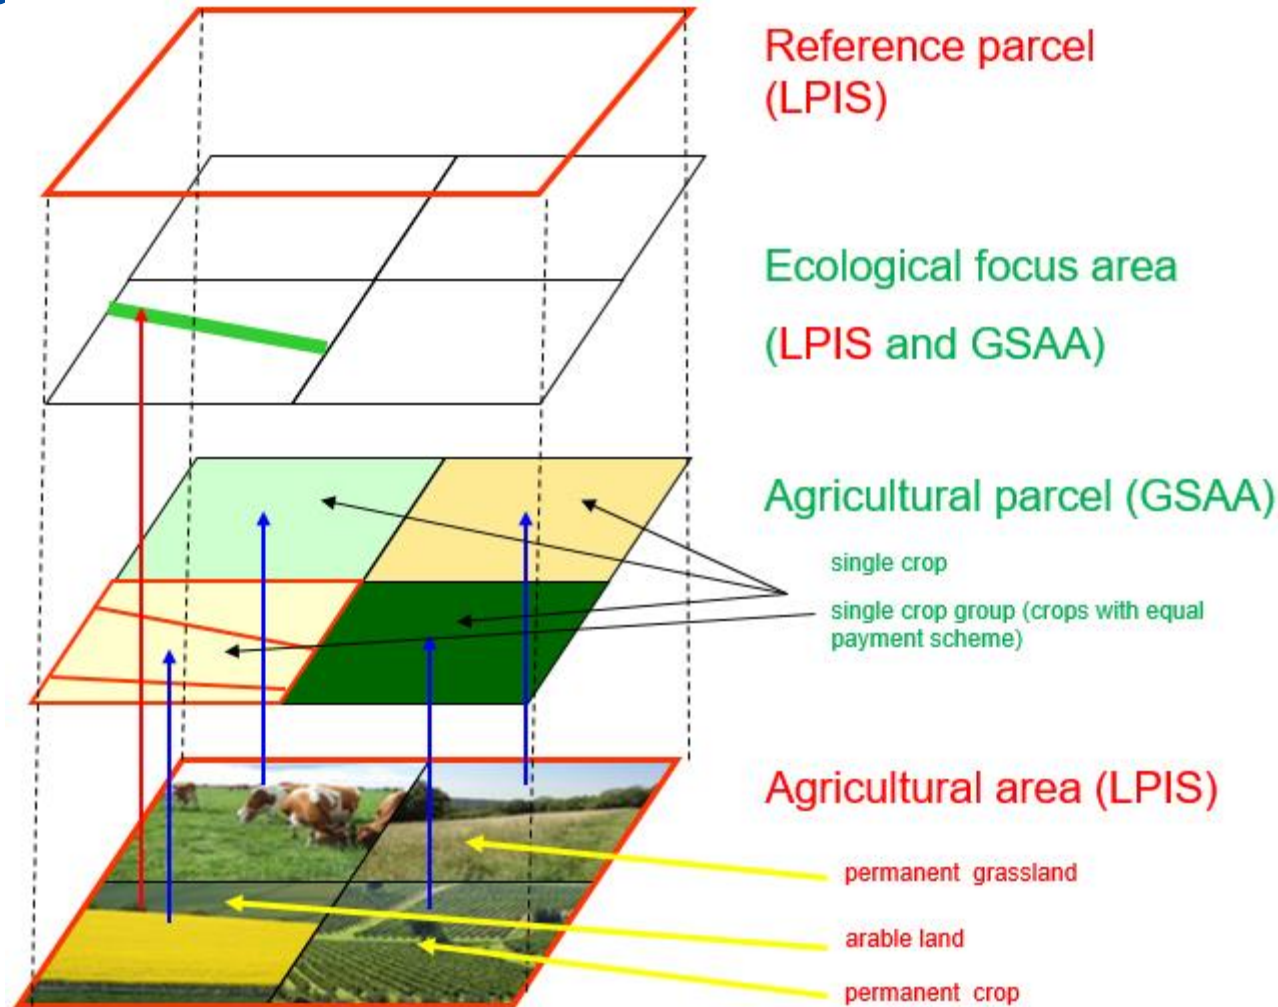 Reference parcel
(LPIS)
Ecological focus area
(LPIS and GSAA)
Agricultural parcel (GSAA)
single crop
single crop group (crops with equal
payment scheme)
Agricultural area (LPIS)
permanent grassland
arable land
permanent crop